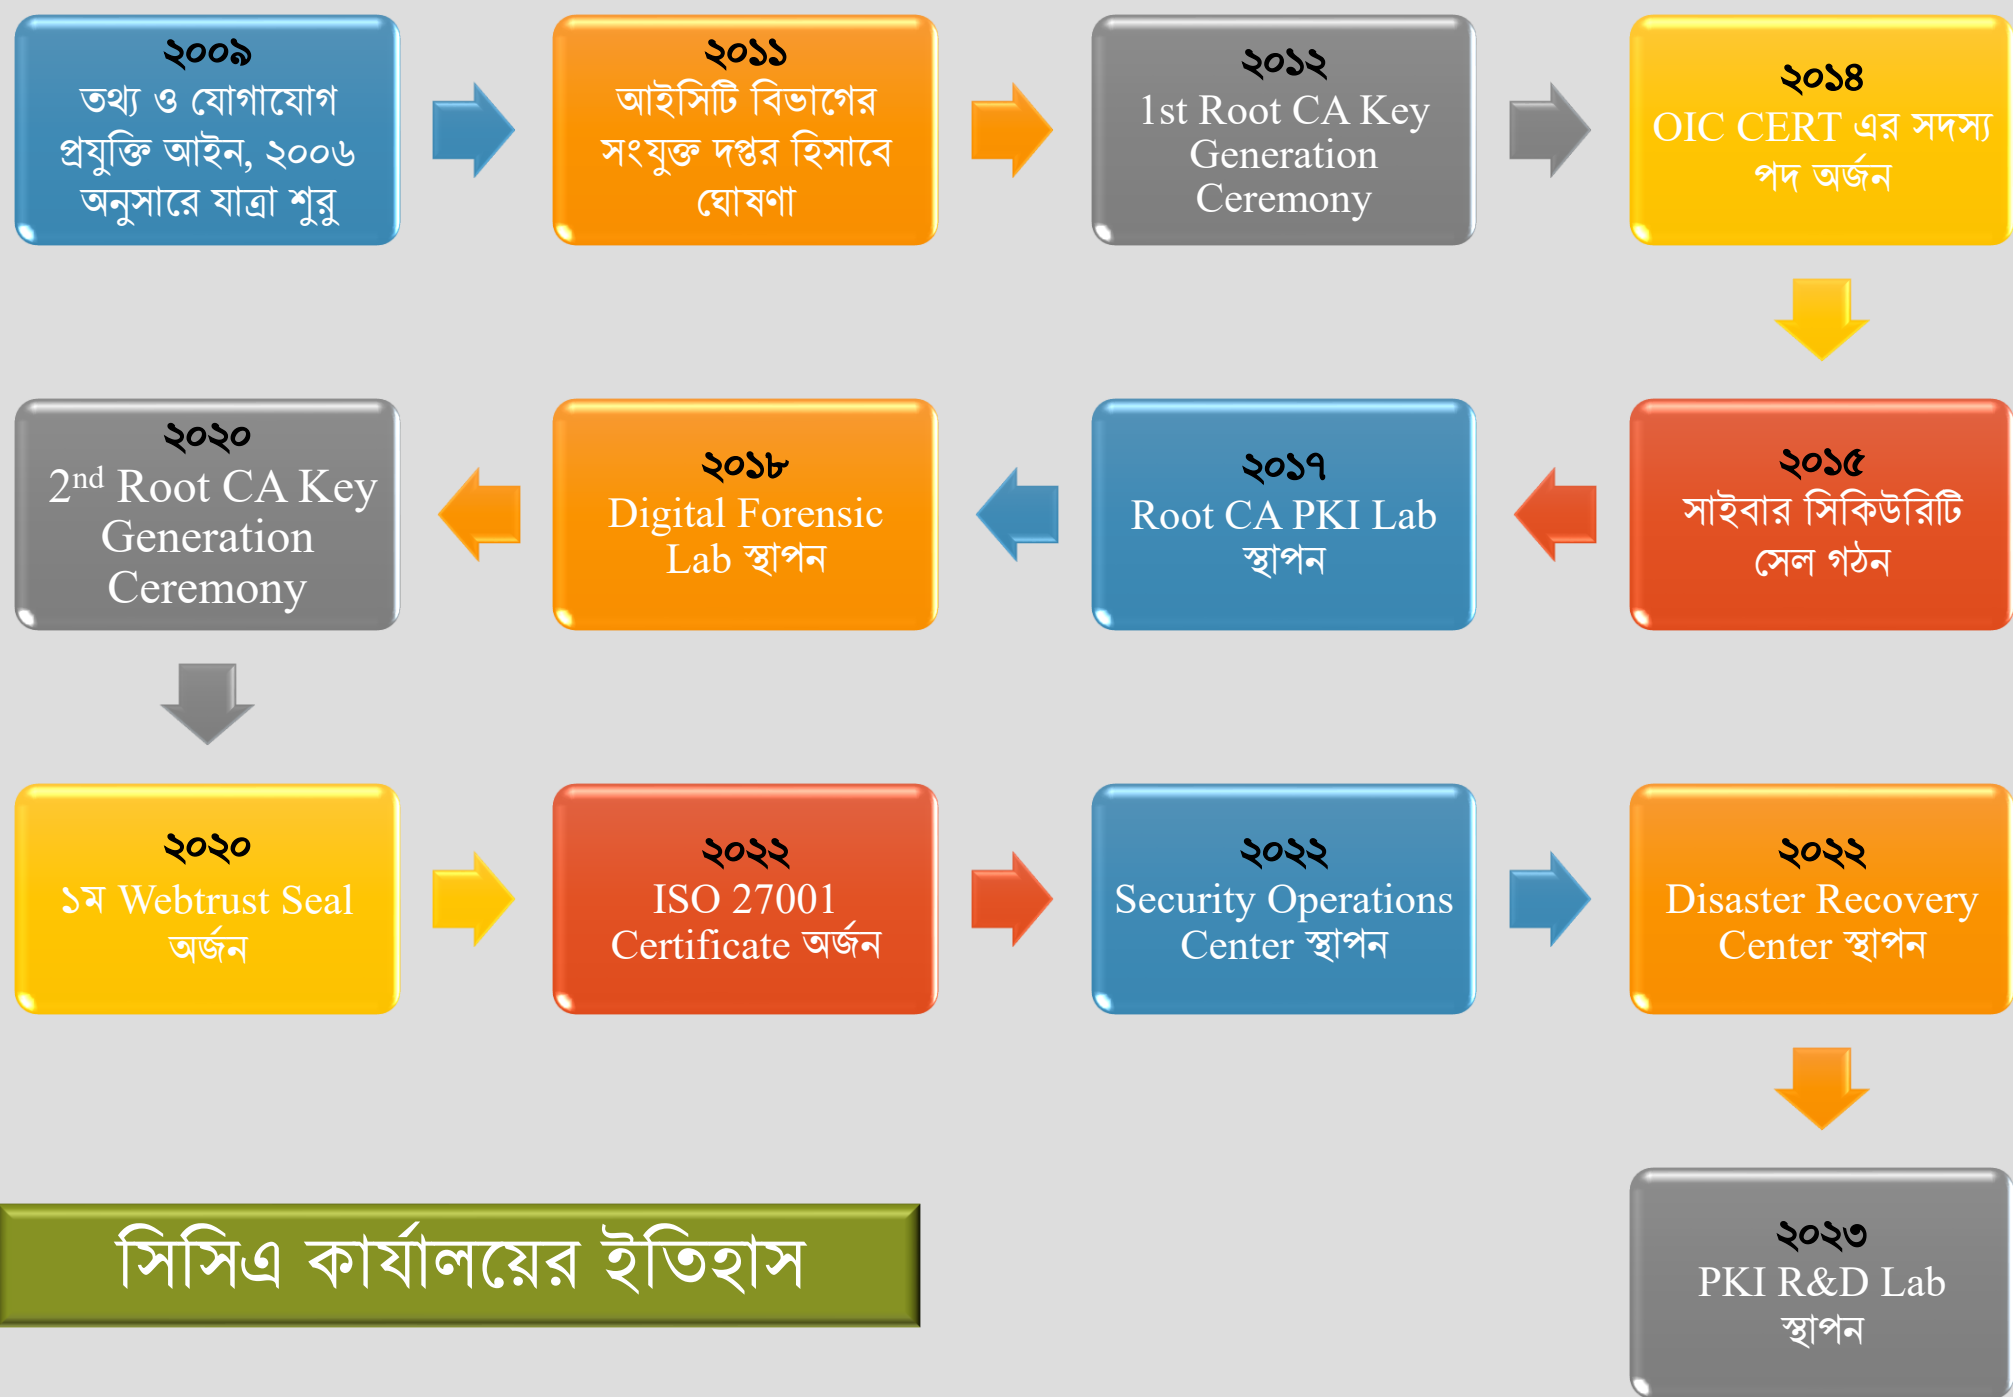 ২০০৯
তথ্য ও যোগাযোগ
প্রযুক্তি আইন, ২০০৬
অনুসারে যাত্রা শুরু
২০১১
আইসিটি বিভাগের
সংযুক্ত দপ্তর হিসাবে
ঘোষণা
২০১২
1st Root CA Key
Generation
Ceremony
২০১৪
OIC CERT এর সদস্য
পদ অর্জন
২০১৫
সাইবার সিকিউরিটি
সেল গঠন
২০১৭
Root CA PKI Lab
স্থাপন
২০১৮
Digital Forensic
Lab স্থাপন
২০২০
2nd Root CA Key
Generation
Ceremony
২০২০
১ম Webtrust Seal
অর্জন
২০২২
ISO 27001
Certificate অর্জন
২০২২
Security Operations
Center স্থাপন
২০২২
Disaster Recovery
Center স্থাপন
২০২৩
PKI R&D Lab
স্থাপন
সিসিএ কার্যালয়ের ইতিহাস